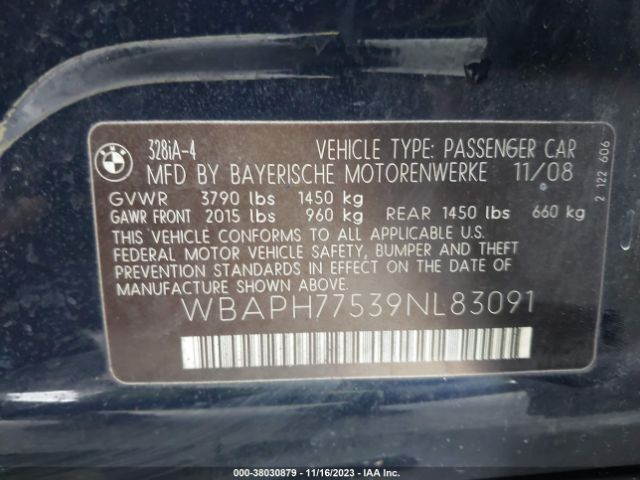 BMW
328iA-4 VEHICLE TYPE: PASSENGER CAR
MFD BY BAYERISCHE MOTORENWERKE 11/08
GVWR 3790 lbs 1450 kg
GAWR FRONT 2015 lbs 960 kg REAR 1450 lbs 660 kg
THIS VEHICLE CONFORMS TO ALL APPLICABLE U.S.
FEDERAL MOTOR VEHICLE SAFETY, BUMPER AND THEFT
PREVENTION STANDARDS IN EFFECT ON THE DATE OF
MANUFACTURE SHOWN ABOVE.
WBAPH77539NL83091
2 122 606
000-38030879 - 11/16/2023 - IAAI.COM